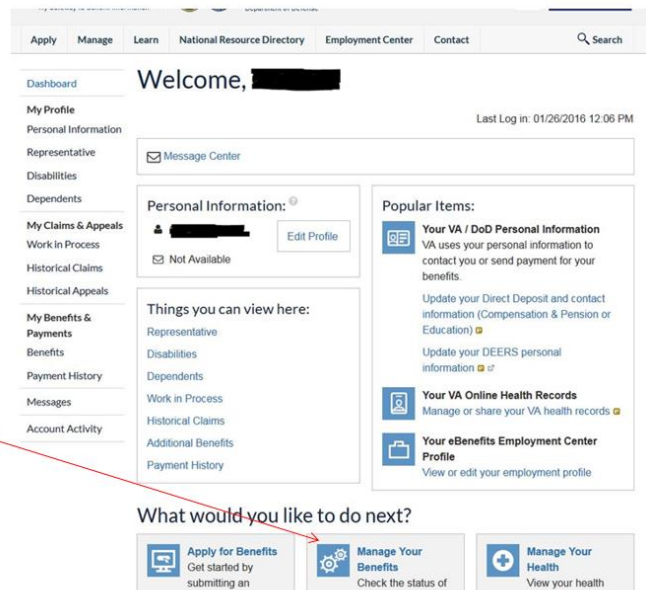 Department of Defense
Apply Manage Learn National Resource Directory Employment Center Contact Search
Dashboard
My Profile
Personal Information
Representative
Disabilities
Dependents
My Claims & Appeals
Work in Process
Historical Claims
Historical Appeals
My Benefits &
Payments
Benefits
Payment History
Messages
Account Activity
Welcome,
Last Log in: 01/26/2016 12:06 PM
Message Center
Personal Information:
Edit Profile
Not Available
Things you can view here:
Representative
Disabilities
Dependents
Work in Process
Historical Claims
Additional Benefits
Payment History
Popular Items:
Your VA / DoD Personal Information
VA uses your personal information to
contact you or send payment for your
benefits.
Update your Direct Deposit and contact
information (Compensation & Pension or
Education)
Update your DEERS personal
information
Your VA Online Health Records
Manage or share your VA health records
Your eBenefits Employment Center
Profile
View or edit your employment profile
What would you like to do next?
Apply for Benefits
Get started by
submitting an
Manage Your
Benefits
Check the status of
Manage Your
Health
View your health